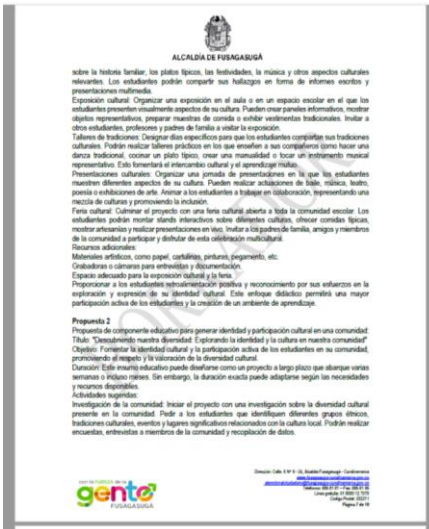 ALCALDÍA DE FUSAGASUGÁ
sobre la historia familiar, los platos típicos, las festividades, la música y otros aspectos culturales
relevantes. Los estudiantes podrán compartir sus hallazgos en forma de informes escritos y
presentaciones multimedia.
Exposición cultural: Organizar una exposición en el aula o en un espacio escolar en el que los
estudiantes presenten visualmente aspectos de su cultura. Pueden crear paneles informativos, mostrar
objetos representativos, preparar muestras de comida o exhibir vestimentas tradicionales. Invitar a
otros estudiantes, profesores y padres de familia a visitar la exposición.
Talleres de tradiciones: Designar días específicos para que los estudiantes compartan sus tradiciones
culturales. Podrán realizar talleres prácticos en los que enseñen a sus compañeros cómo hacer una
danza tradicional, cocinar un plato típico, crear una manualidad o tocar un instrumento musical
representativo. Esto fomentará el intercambio cultural y el aprendizaje mutuo.
Presentaciones culturales: Organizar una jornada de presentaciones en la que los estudiantes
muestren diferentes aspectos de su cultura. Pueden realizar actuaciones de baile, música, teatro,
poesía o exhibiciones de arte. Animar a los estudiantes a trabajar en colaboración, representando una
mezcla de culturas y promoviendo la inclusión.
Feria cultural: Culminar el proyecto con una feria cultural abierta a toda la comunidad escolar. Los
estudiantes podrán montar stands interactivos sobre diferentes culturas, ofrecer comidas típicas,
mostrar artesanías y realizar presentaciones en vivo. Invitar a los padres de familia, amigos y miembros
de la comunidad a participar y disfrutar de esta celebración multicultural.
Recursos adicionales:
Materiales artísticos, como papel, cartulinas, pinturas, pegamento, etc.
Grabadoras o cámaras para entrevistas y documentación.
Espacio adecuado para la exposición cultural y la feria.
Proporcionar a los estudiantes retroalimentación positiva y reconocimiento por sus esfuerzos en la
exploración y expresión de su identidad cultural. Este enfoque didáctico permitirá una mayor
participación activa de los estudiantes y la creación de un ambiente de aprendizaje.
Propuesta 2
Propuesta de componente educativo para generar identidad y participación cultural en una comunidad:
Título: "Descubriendo nuestra diversidad: Explorando la identidad y la cultura en nuestra comunidad"
Objetivo: Fomentar la identidad cultural y la participación activa de los estudiantes en su comunidad,
promoviendo el respeto y la valoración de la diversidad cultural.
Duración: Este insumo educativo puede diseñarse como un proyecto a largo plazo que abarque varias
semanas o incluso meses. Sin embargo, la duración exacta puede adaptarse según las necesidades
y recursos disponibles.
Actividades sugeridas:
Investigación de la comunidad: Iniciar el proyecto con una investigación sobre la diversidad cultural
presente en la comunidad. Pedir a los estudiantes que identifiquen diferentes grupos étnicos,
tradiciones culturales, eventos y lugares significativos relacionados con la cultura local. Podrán realizar
encuestas, entrevistas a miembros de la comunidad y recopilación de datos.
gente
FUSAGASUGÁ